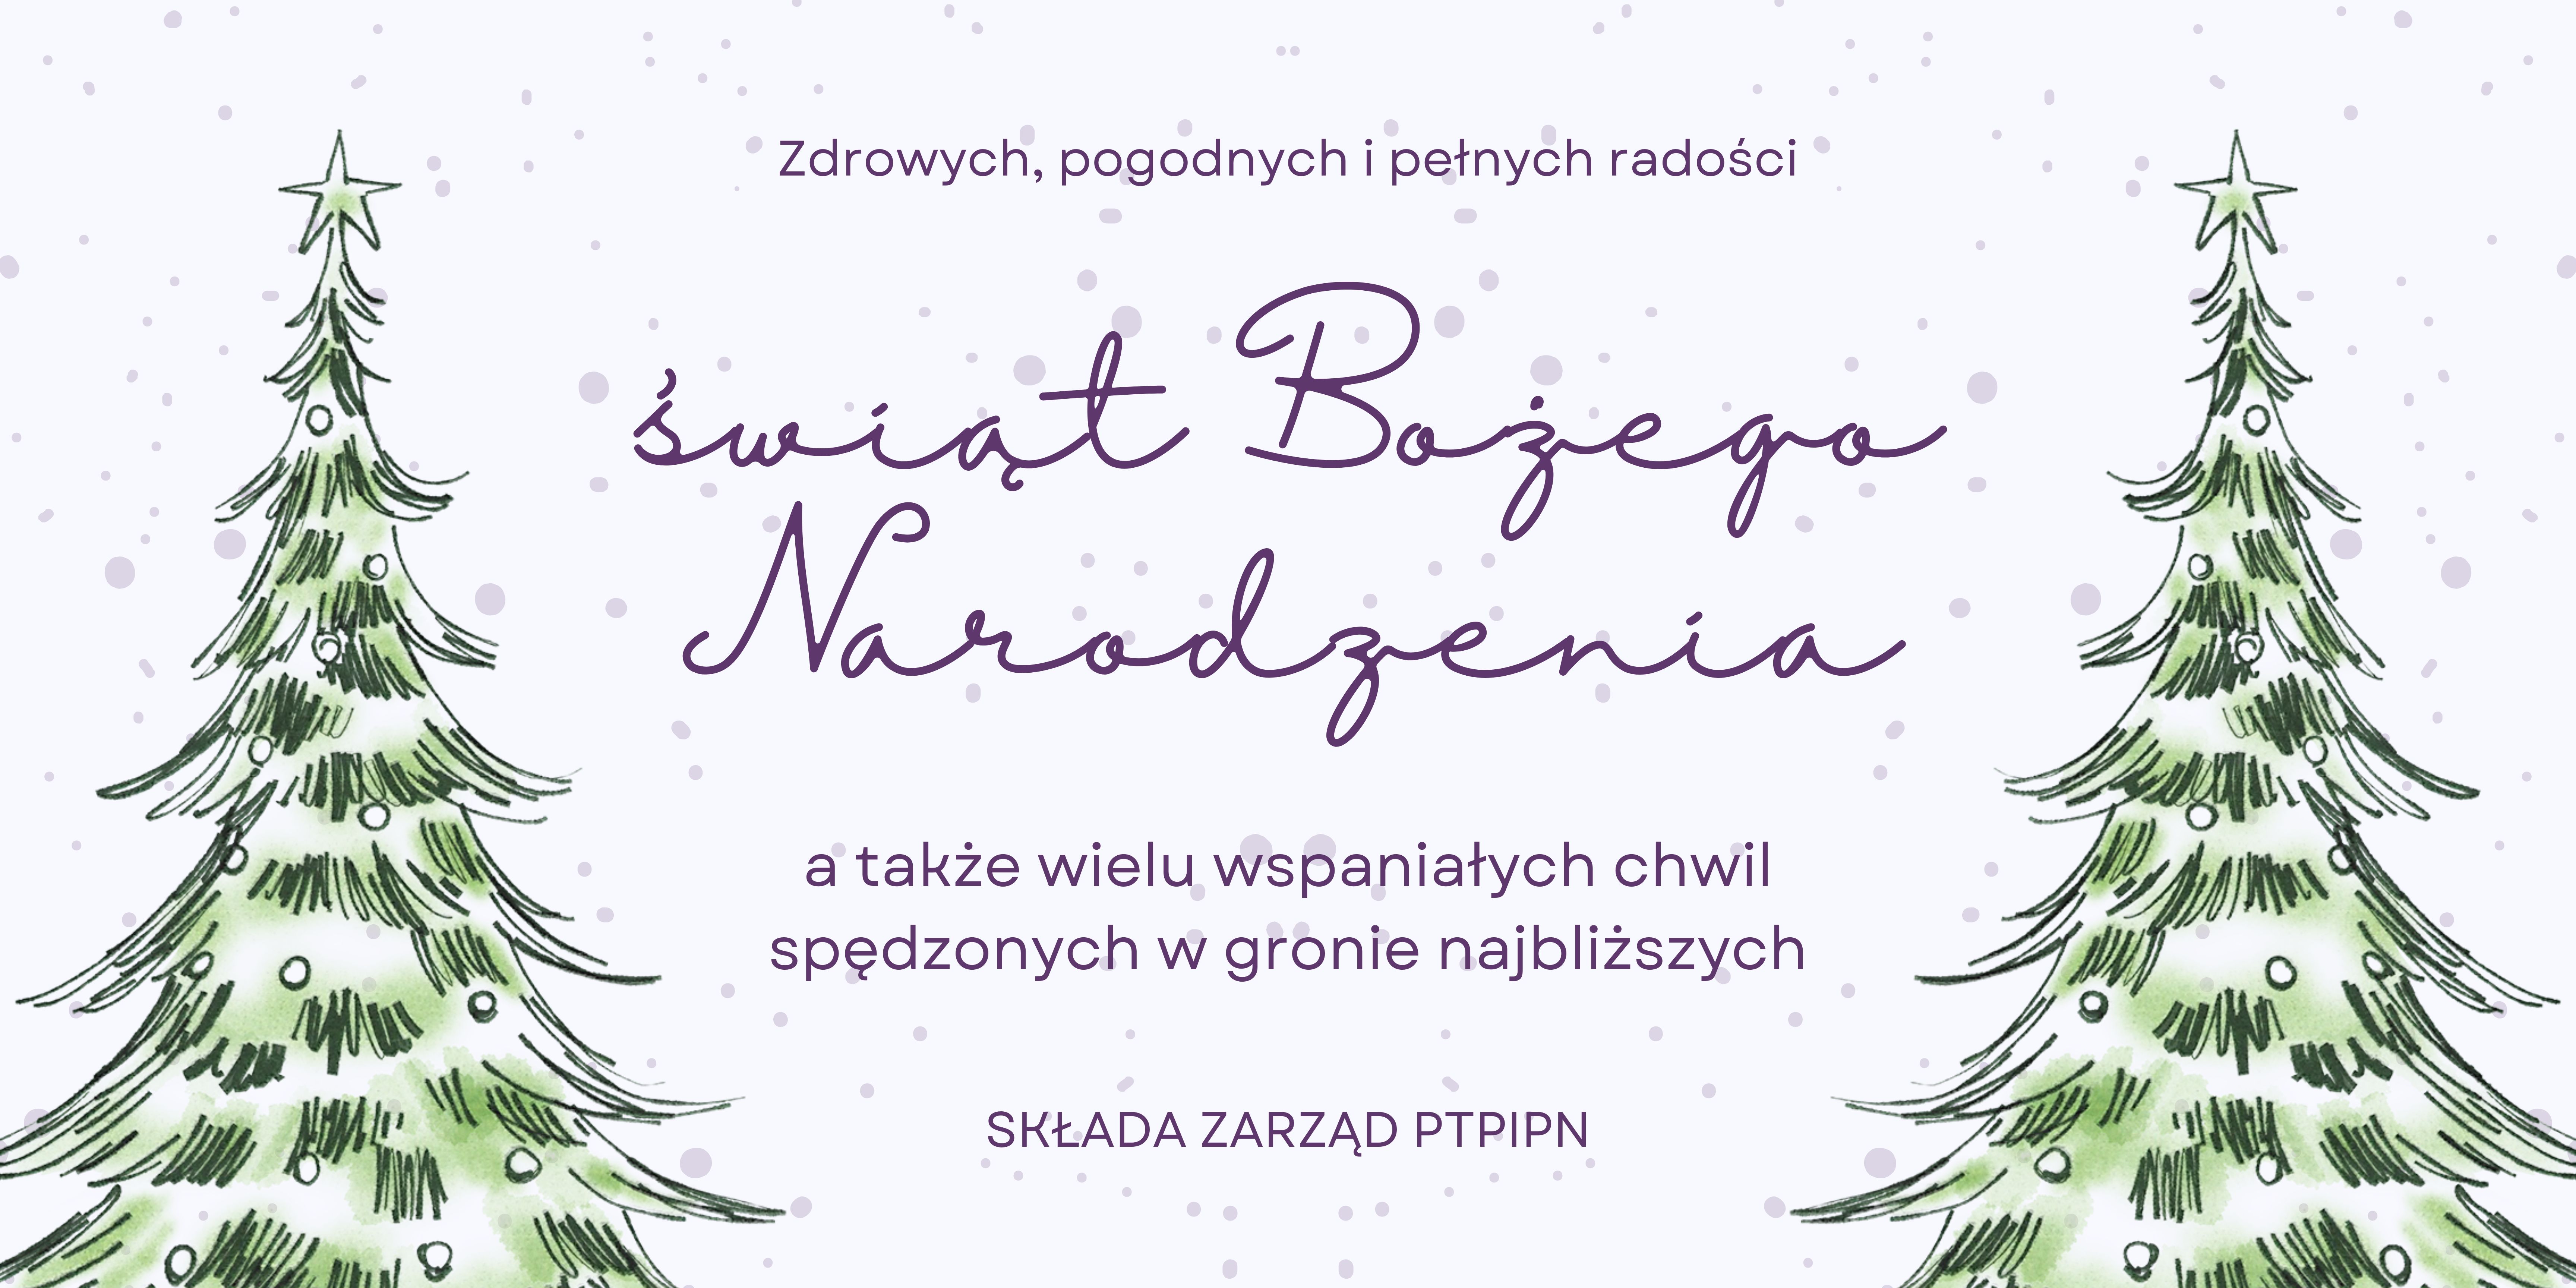 Zdrowych, pogodnych i pełnych radości
świąt Bożego
Narodzenia
a także wielu wspaniałych chwil
spędzonych w gronie najbliższych
SKŁADA ZARZĄD PTPIPN